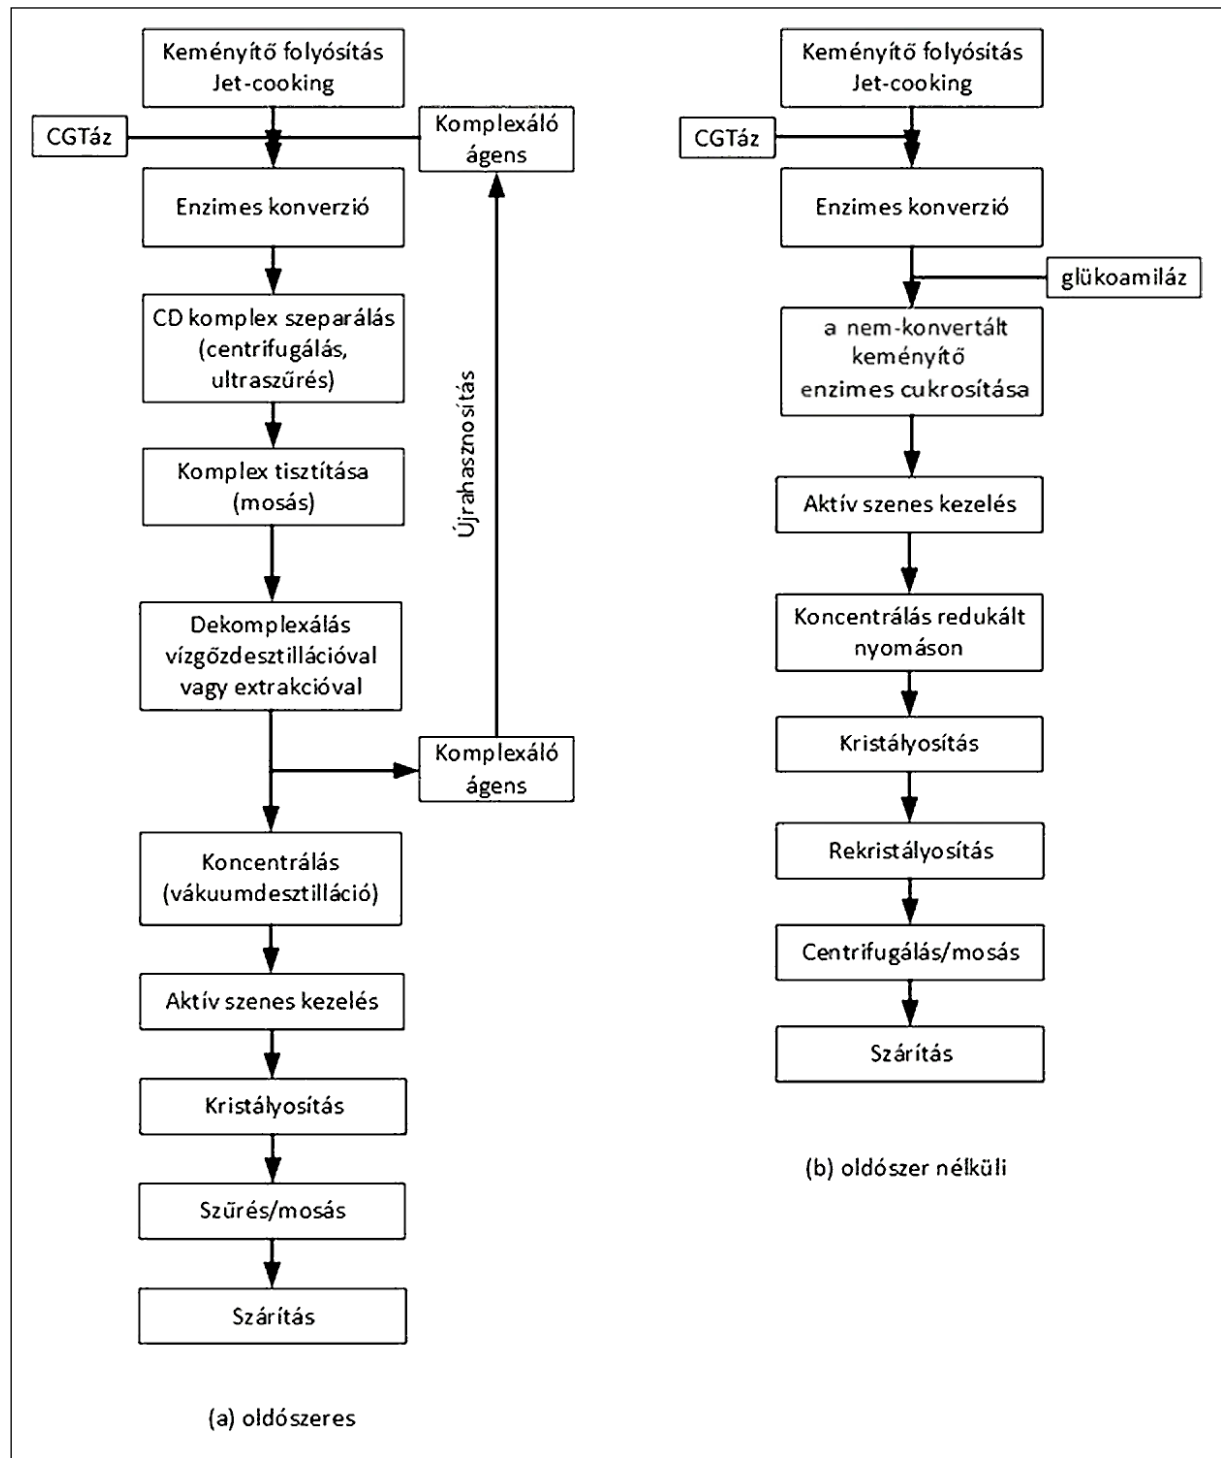 Keményítő folyósítás
Jet-cooking
CGTáz
Komplexáló
ágens
Enzimes konverzió
CD komplex szeparálás
(centrifugálás,
ultraszűrés)
Komplex tisztítása
(mosás)
Újrahasznosítás
Dekomplexálás
vízgőzdesztillációval
vagy extrakcióval
Komplexáló
ágens
Koncentrálás
(vákuumdesztilláció)
Aktív szenes kezelés
Kristályosítás
Szűrés/mosás
Szárítás
(a) oldószeres
Keményítő folyósítás
Jet-cooking
CGTáz
Enzimes konverzió
glükoamiláz
a nem-konvertált
keményítő
enzimes cukrosítása
Aktív szenes kezelés
Koncentrálás redukált
nyomáson
Kristályosítás
Rekristályosítás
Centrifugálás/mosás
Szárítás
(b) oldószer nélküli